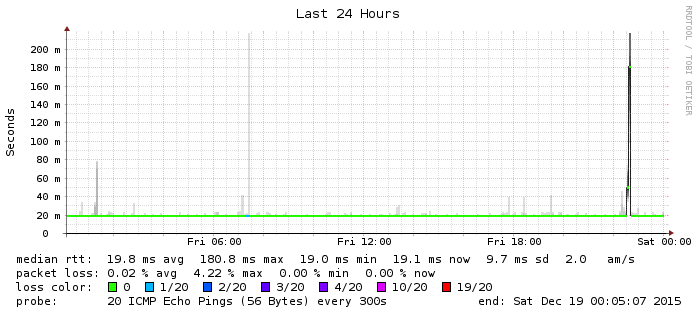 Last 24 Hours
RRDTOOL / TOBI OETIKER
Seconds
200 m
180 m
160 m
140 m
120 m
100 m
80 m
60 m
40 m
20 m
0
Fri 06:00 Fri 12:00 Fri 18:00 Sat 00:00
median rtt: 19.8 ms avg 180.8 ms max 19.0 ms min 19.1 ms now 9.7 ms sd 2.0 am/s
packet loss: 0.02 % avg 4.22 % max 0.00 % min 0.00 % now
loss color: 0 1/20 2/20 3/20 4/20 10/20 19/20
probe: 20 ICMP Echo Pings (56 Bytes) every 300s end: Sat Dec 19 00:05:07 2015